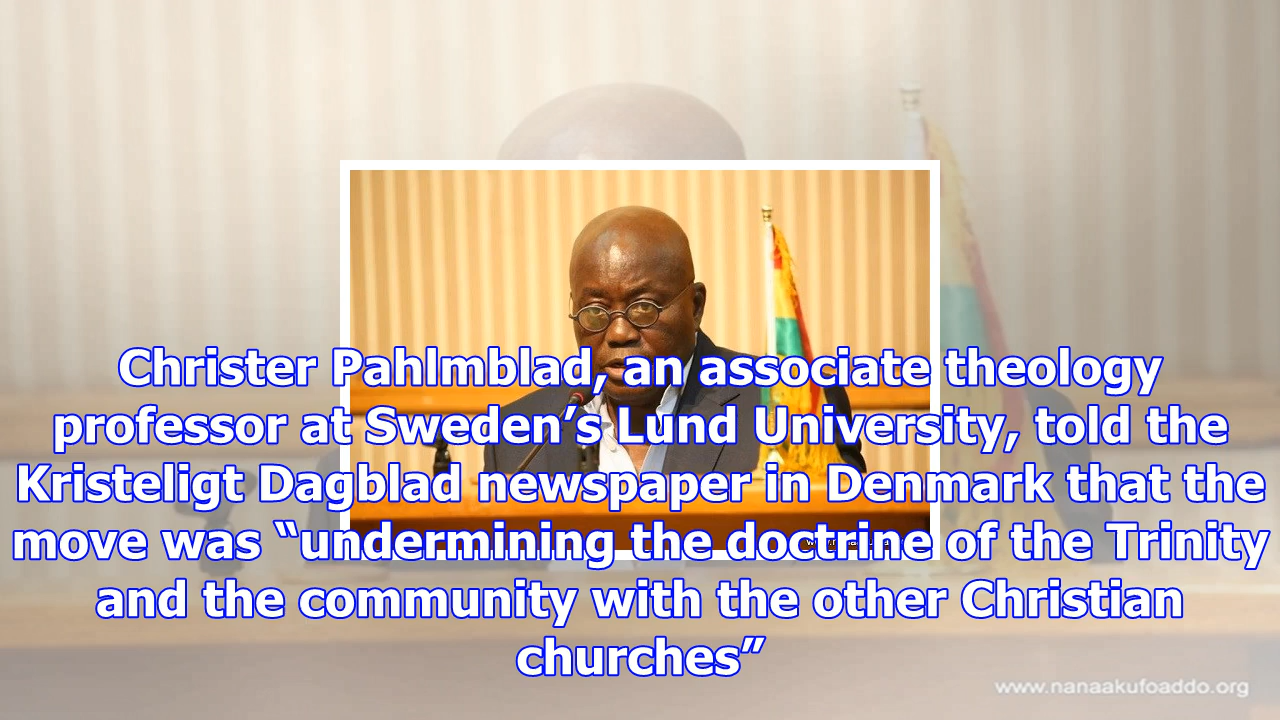 Christer Pahlmblad, an associate theology
professor at Sweden’s Lund University, told the
Kristeligt Dagblad newspaper in Denmark that the
move was “undermining the doctrine of the Trinity
and the community with the other Christian
churches”
www.nanaakufoaddo.org